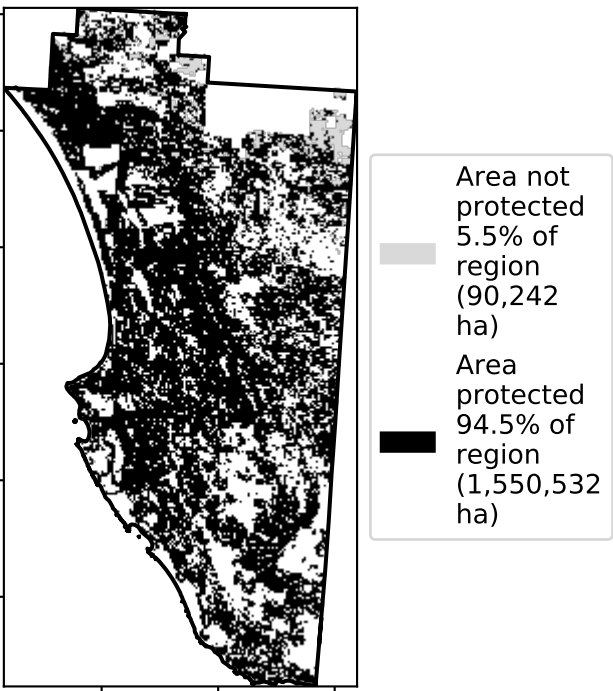 Area not
protected
5.5% of
region
(90,242
ha)
Area
protected
94.5% of
region
(1,550,532
ha)